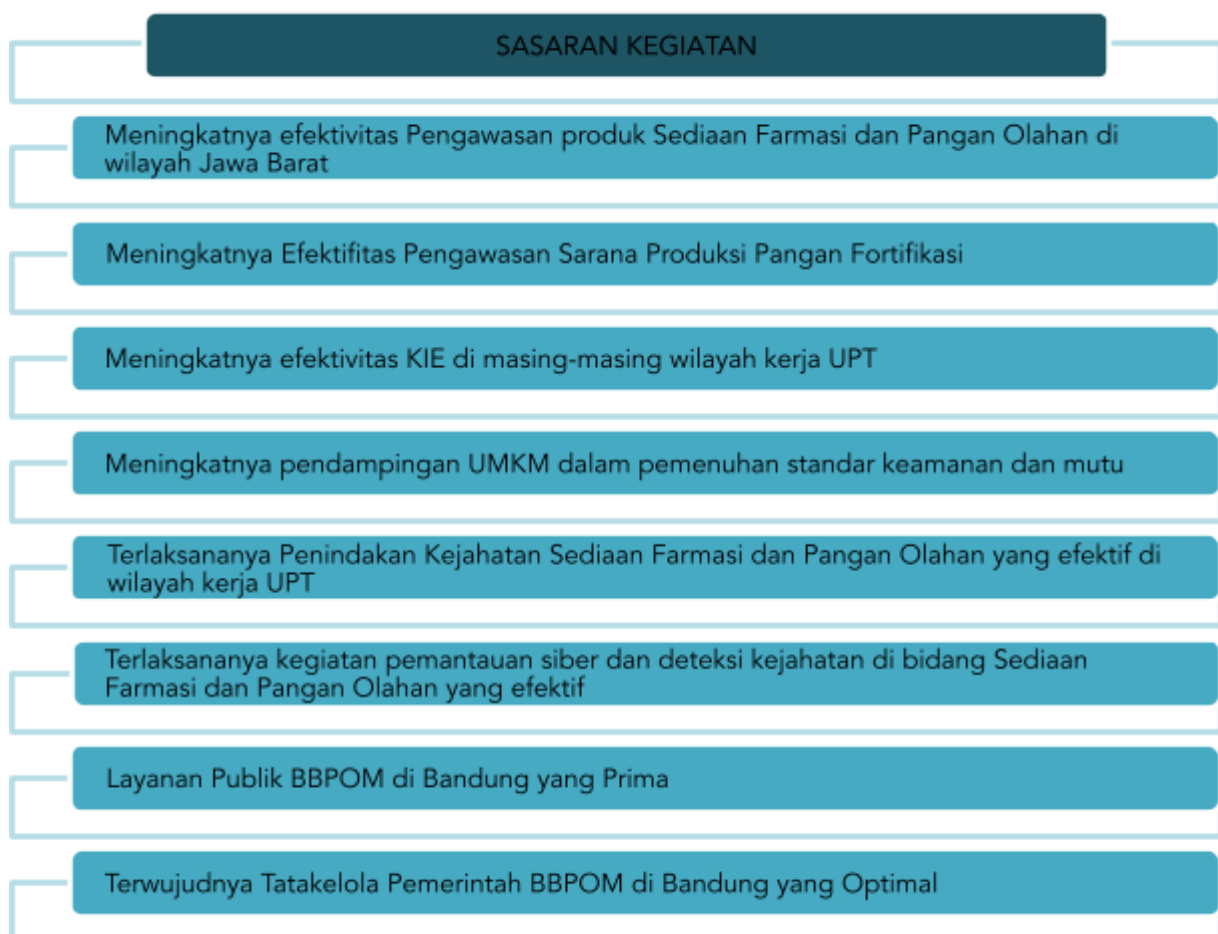 SASARAN KEGIATAN
Meningkatnya efektivitas Pengawasan produk Sediaan Farmasi dan Pangan Olahan di
wilayah Jawa Barat
Meningkatnya Efektifitas Pengawasan Sarana Produksi Pangan Fortifikasi
Meningkatnya efektivitas KIE di masing-masing wilayah kerja UPT
Meningkatnya pendampingan UMKM dalam pemenuhan standar keamanan dan mutu
Terlaksananya Penindakan Kejahatan Sediaan Farmasi dan Pangan Olahan yang efektif di
wilayah kerja UPT
Terlaksananya kegiatan pemantauan siber dan deteksi kejahatan di bidang Sediaan
Farmasi dan Pangan Olahan yang efektif
Layanan Publik BBPOM di Bandung yang Prima
Terwujudnya Tatakelola Pemerintah BBPOM di Bandung yang Optimal